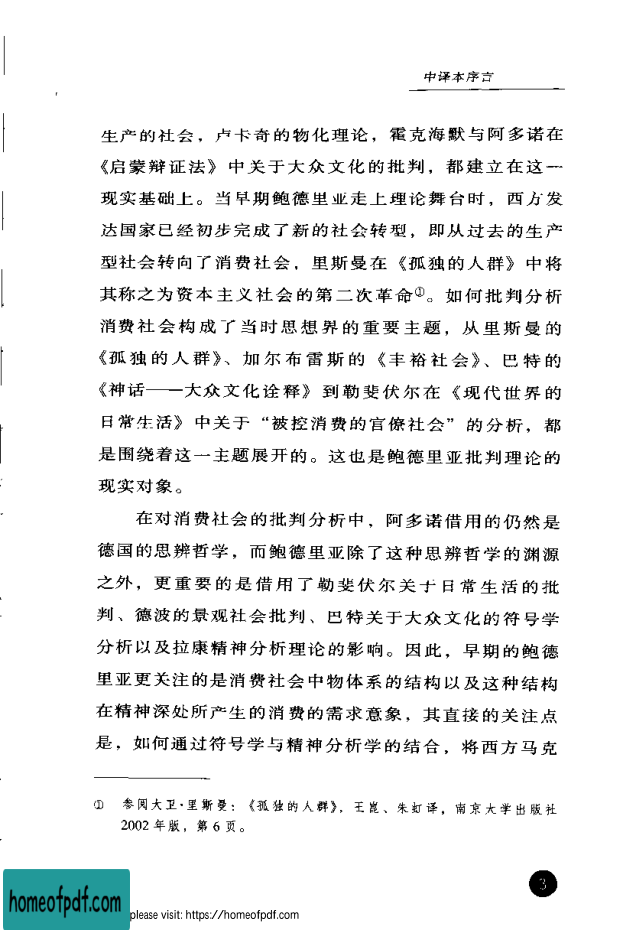 中译本序言
生产的社会，卢卡奇的物化理论，霍克海默与阿多诺在
《启蒙辩证法》中关于大众文化的批判，都建立在这一
现实基础上。当早期鲍德里亚走上理论舞台时，西方发
达国家已经初步完成了新的社会转型，即从过去的生产
型社会转向了消费社会，里斯曼在《孤独的人群》中将
其称之为资本主义社会的第二次革命①。如何批判分析
消费社会构成了当时思想界的重要主题，从里斯曼的
《孤独的人群》、加尔布雷斯的《丰裕社会》、巴特的
《神话——大众文化诠释》到勒斐伏尔在《现代世界的
日常生活》中关于“被控消费的官僚社会”的分析，都
是围绕着这一主题展开的。这也是鲍德里亚批判理论的
现实对象。
在对消费社会的批判分析中，阿多诺借用的仍然是
德国的思辨哲学，而鲍德里亚除了这种思辨哲学的渊源
之外，更重要的是借用了勒斐伏尔关于日常生活的批
判、德波的景观社会批判、巴特关于大众文化的符号学
分析以及拉康精神分析理论的影响。因此，早期的鲍德
里亚更关注的是消费社会中物体系的结构以及这种结构
在精神深处所产生的消费的需求意象，其直接的关注点
是，如何通过符号学与精神分析学的结合，将西方马克
① 参阅大卫·里斯曼：《孤独的人群》，王崑、朱虹译，南京大学出版社
2002 年版，第 6 页。
3
homeofpdf.com
please visit: https://homeofpdf.com